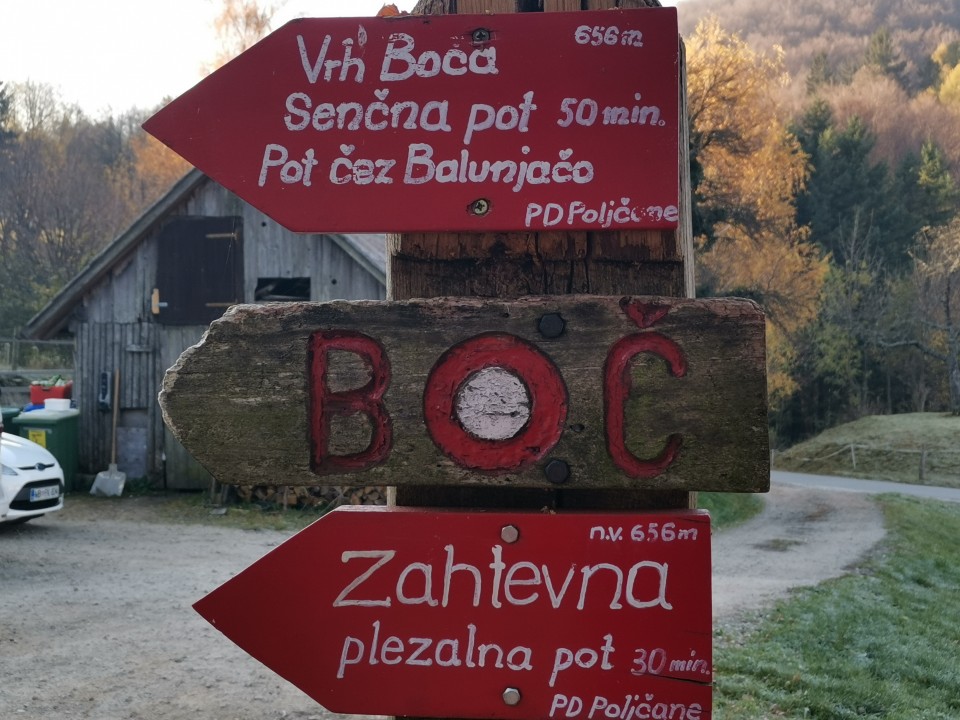 656m
Vrh Boča
Senčna pot 50 min.
Pot čez Balunjačo
PD Poljčane
BOČ
n.v. 656m
Zahtevna
plezalna pot 30 min.
PD Poljčane